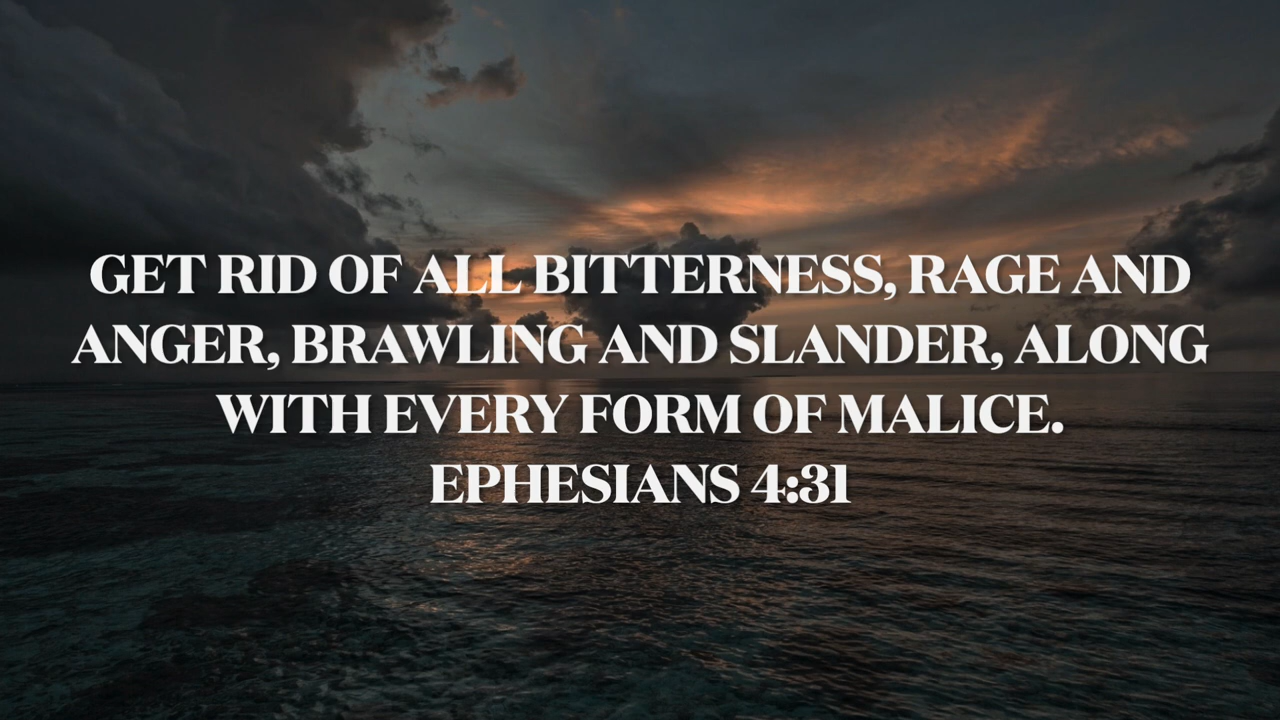 GET RID OF ALL BITTERNESS, RAGE AND
ANGER, BRAWLING AND SLANDER, ALONG
WITH EVERY FORM OF MALICE.
EPHESIANS 4:31